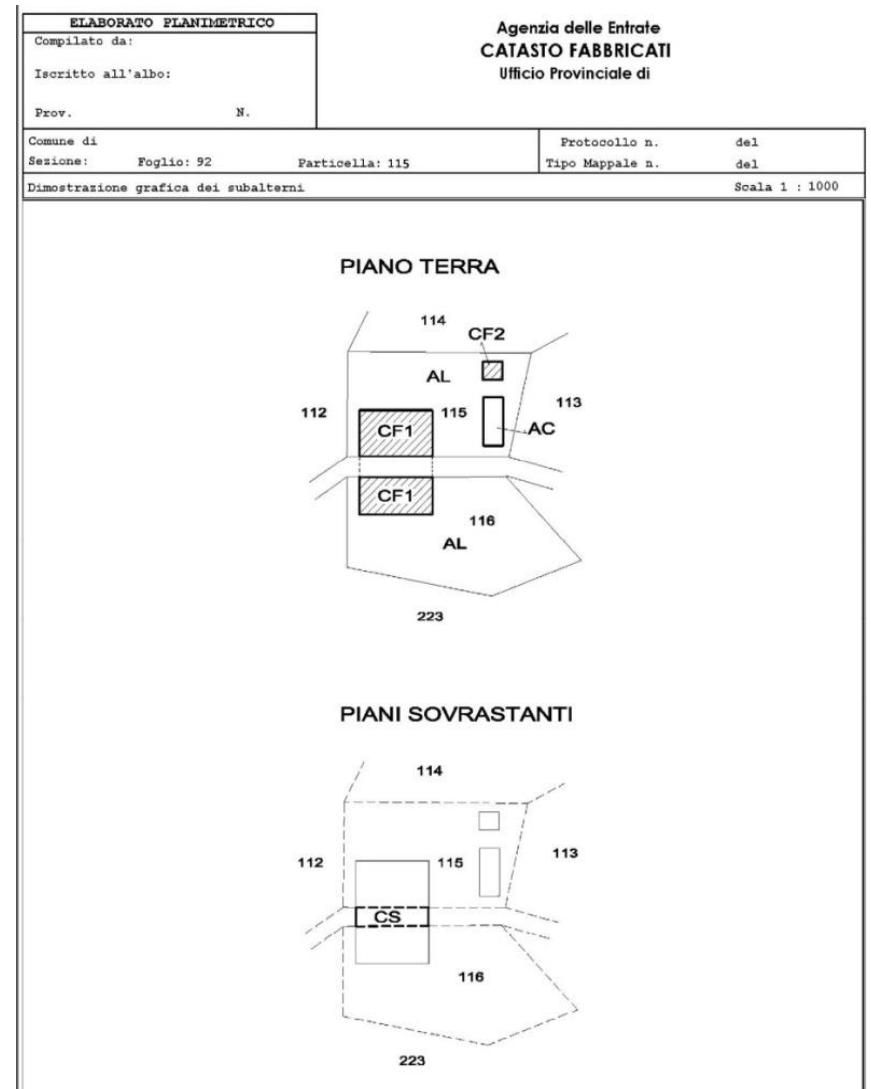 ELABORATO PLANIMETRICO
Compilato da:
Iscritto all'albo:
Prov. N.
Agenzia delle Entrate
CATASTO FABBRICATI
Ufficio Provinciale di
Comune di
Sezione: Foglio: 92 Particella: 115
Protocollo n. del
Tipo Mappale n. del
Dimostrazione grafica dei subalterni Scala 1 : 1000
PIANO TERRA
114
CF2
AL
112
115
113
CF1
AC
CF1
116
AL
223
PIANI SOVRASTANTI
114
112
115
113
CS
116
223